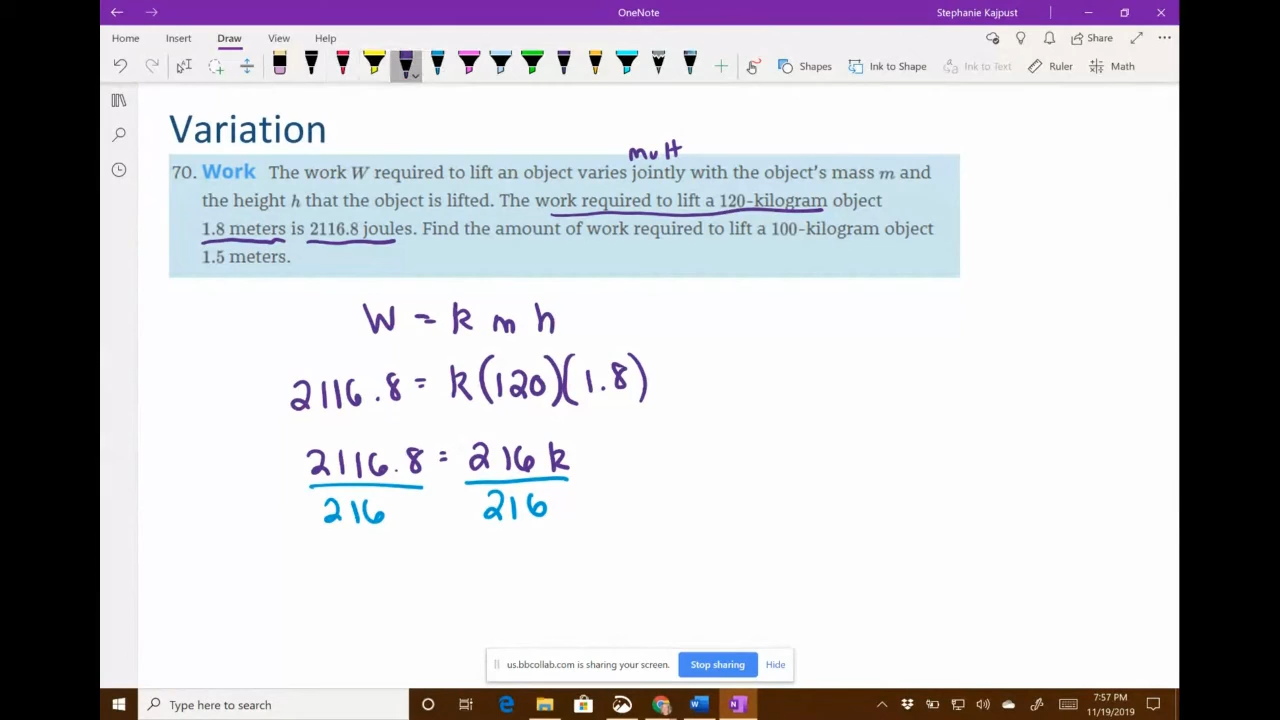 OneNote
Stephanie Kajpust
Home Insert Draw View Help
Share
Shapes Ink to Shape Ink to Text Ruler Math
Variation
mult
70. Work The work W required to lift an object varies jointly with the object's mass m and
the height h that the object is lifted. The work required to lift a 120-kilogram object
1.8 meters is 2116.8 joules. Find the amount of work required to lift a 100-kilogram object
1.5 meters.
W = k m h
2116.8 = k(120)(1.8)
2116.8 = 216 k
216 216
us.bbcollab.com is sharing your screen. Stop sharing Hide
Type here to search
7:57 PM
11/19/2019